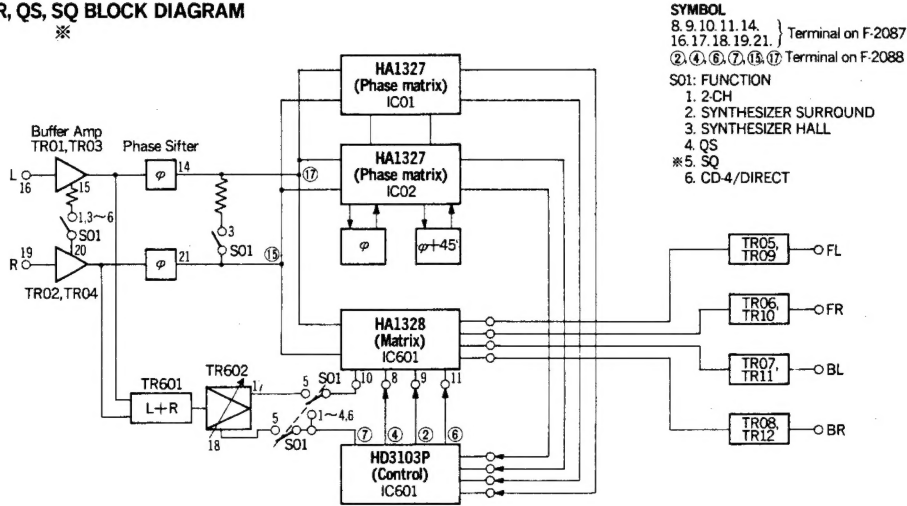 R, QS, SQ BLOCK DIAGRAM
※
SYMBOL
8. 9. 10. 11. 14.
16. 17. 18. 19. 21.
} Terminal on F-2087
②, ④, ⑥, ⑦, ⑮, ⑰ Terminal on F-2088
S01: FUNCTION
1. 2-CH
2. SYNTHESIZER SURROUND
3. SYNTHESIZER HALL
4. QS
※5. SQ
6. CD-4/DIRECT
HA1327
(Phase matrix)
IC01
HA1327
(Phase matrix)
IC02
φ
φ+45°
Buffer Amp
TR01, TR03
Phase Sifter
L
16
15
φ
14
⑰
1,3~6
S01
3
S01
R
19
20
φ
21
⑮
TR02, TR04
HA1328
(Matrix)
IC601
10
8
9
11
TR601
L+R
TR602
17
18
5
S01
1~4,6
5
S01
⑦
④
②
⑥
HD3103P
(Control)
IC601
TR05,
TR09
FL
TR06,
TR10
FR
TR07,
TR11
BL
TR08,
TR12
BR